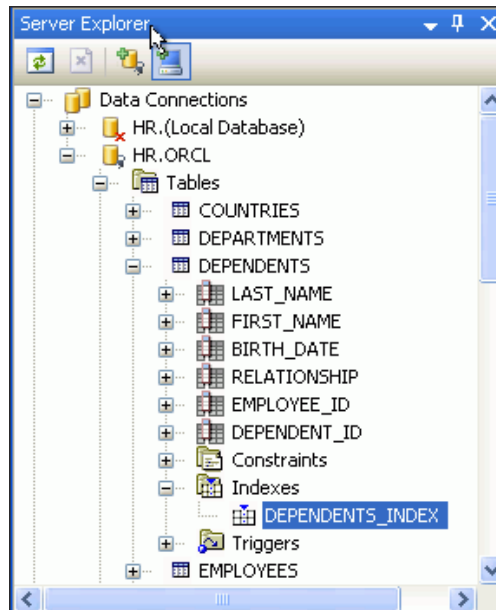 Server Explorer
Data Connections
HR.(Local Database)
HR.ORCL
Tables
COUNTRIES
DEPARTMENTS
DEPENDENTS
LAST_NAME
FIRST_NAME
BIRTH_DATE
RELATIONSHIP
EMPLOYEE_ID
DEPENDENT_ID
Constraints
Indexes
DEPENDENTS_INDEX
Triggers
EMPLOYEES